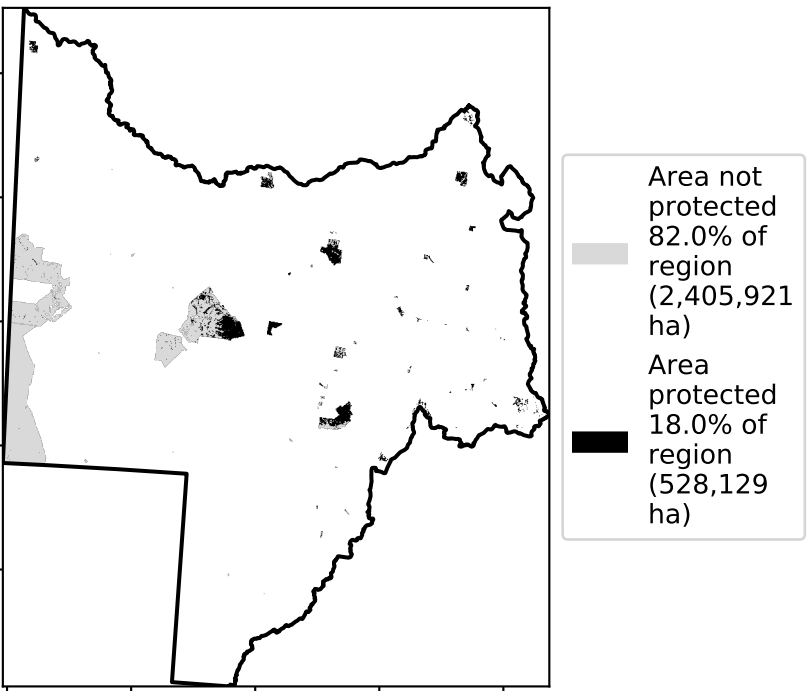 Area not
protected
82.0% of
region
(2,405,921
ha)
Area
protected
18.0% of
region
(528,129
ha)